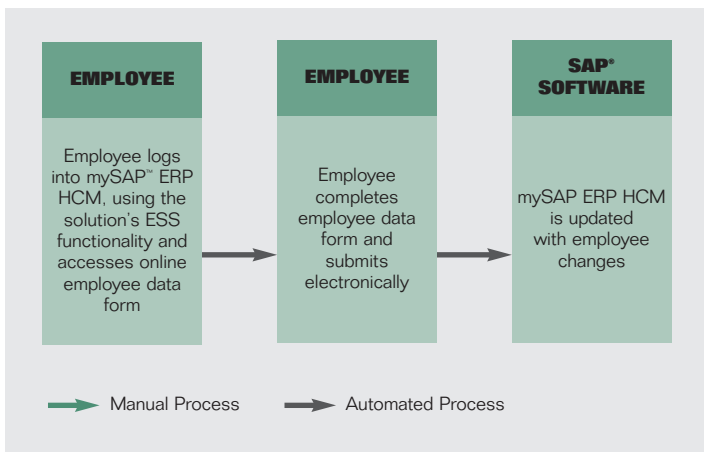 EMPLOYEE
Employee logs
into mySAP™ ERP
HCM, using the
solution's ESS
functionality and
accesses online
employee data
form
EMPLOYEE
Employee
completes
employee data
form and
submits
electronically
SAP®
SOFTWARE
mySAP ERP HCM
is updated
with employee
changes
Manual Process
Automated Process